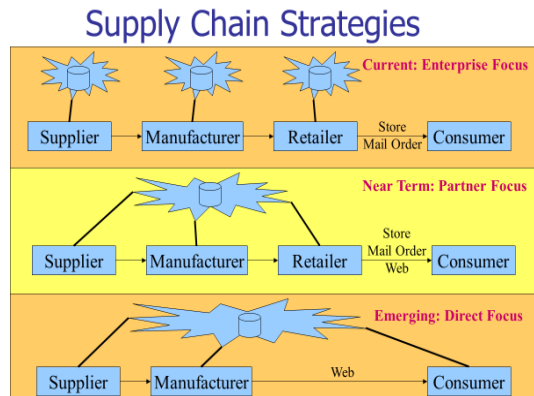 Supply Chain Strategies
Current: Enterprise Focus
Supplier
Manufacturer
Retailer
Store
Mail Order
Consumer
Near Term: Partner Focus
Supplier
Manufacturer
Retailer
Store
Mail Order
Web
Consumer
Emerging: Direct Focus
Supplier
Manufacturer
Web
Consumer